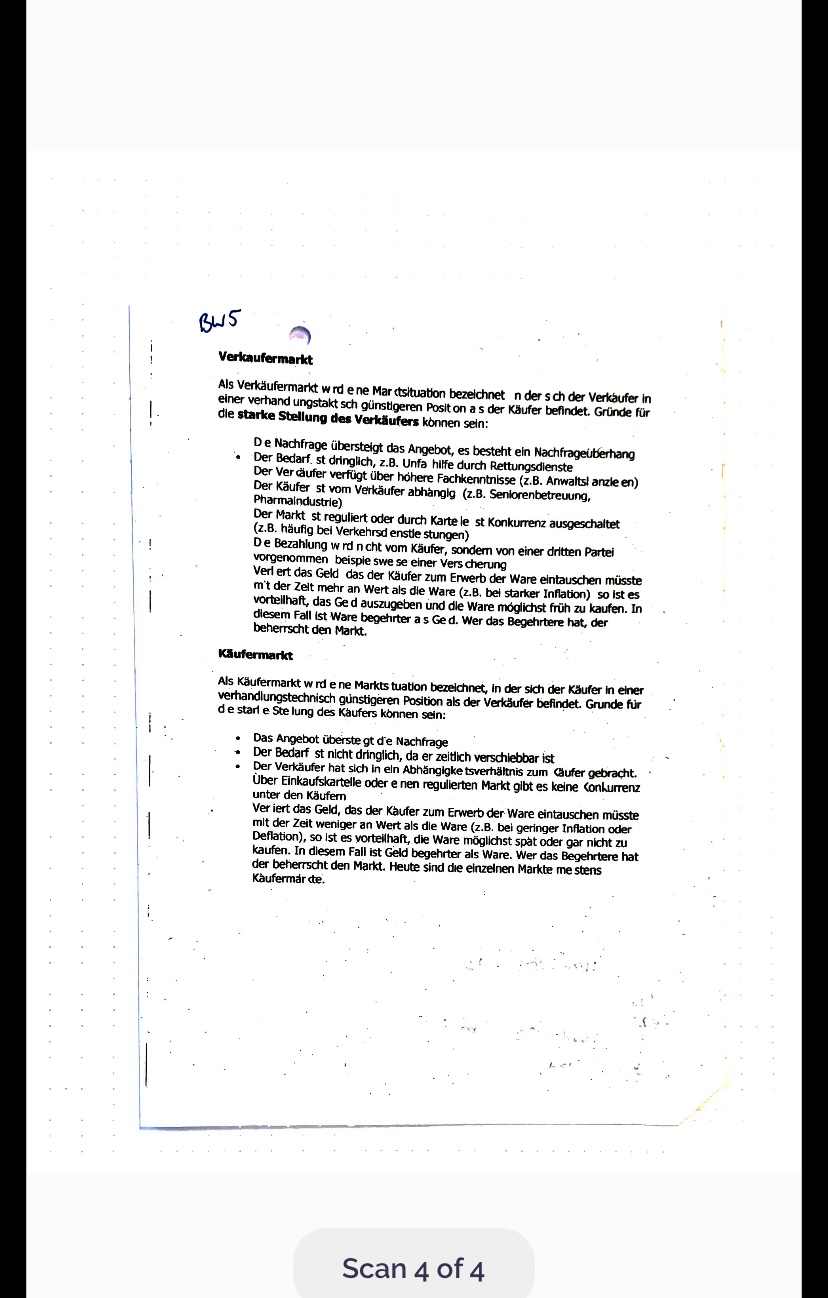 BW5
Verkaufermarkt
Als Verkäufermarkt w rd e ne Mar ktsituation bezeichnet n der s ch der Verkäufer in
einer verhand ungstakt sch günstigeren Posit on a s der Käufer befindet. Gründe für
die starke Stellung des Verkäufers können sein:
D e Nachfrage übersteigt das Angebot, es besteht ein Nachfrageüberhang
• Der Bedarf st dringlich, z.B. Unfa hilfe durch Rettungsdienste
Der Ver äufer verfügt über höhere Fachkenntnisse (z.B. Anwaltsl anzle en)
Der Käufer st vom Verkäufer abhängig (z.B. Seniorenbetreuung,
Pharmaindustrie)
Der Markt st reguliert oder durch Karte le st Konkurrenz ausgeschaltet
(z.B. häufig bei Verkehrsd enstle stungen)
D e Bezahlung w rd n cht vom Käufer, sondern von einer dritten Partei
vorgenommen beispie swe se einer Vers cherung
Verl ert das Geld das der Käufer zum Erwerb der Ware eintauschen müsste
m t der Zeit mehr an Wert als die Ware (z.B. bei starker Inflation) so ist es
vorteilhaft, das Ge d auszugeben und die Ware möglichst früh zu kaufen. In
diesem Fall ist Ware begehrter a s Ge d. Wer das Begehrtere hat, der
beherrscht den Markt.
Käufermarkt
Als Käufermarkt w rd e ne Markts tuation bezeichnet, in der sich der Käufer in einer
verhandlungstechnisch günstigeren Position als der Verkäufer befindet. Grunde für
d e starl e Ste lung des Kaufers können sein:
• Das Angebot überste gt d e Nachfrage
• Der Bedarf st nicht dringlich, da er zeitlich verschiebbar ist
• Der Verkäufer hat sich in ein Abhängigke tsverhältnis zum Käufer gebracht.
Über Einkaufskartelle oder e nen regulierten Markt gibt es keine Konkurrenz
unter den Käufern
Ver iert das Geld, das der Käufer zum Erwerb der Ware eintauschen müsste
mit der Zeit weniger an Wert als die Ware (z.B. bei geringer Inflation oder
Deflation), so ist es vorteilhaft, die Ware möglichst spät oder gar nicht zu
kaufen. In diesem Fall ist Geld begehrter als Ware. Wer das Begehrtere hat
der beherrscht den Markt. Heute sind die einzelnen Markte me stens
Käufermär kte.
Scan 4 of 4